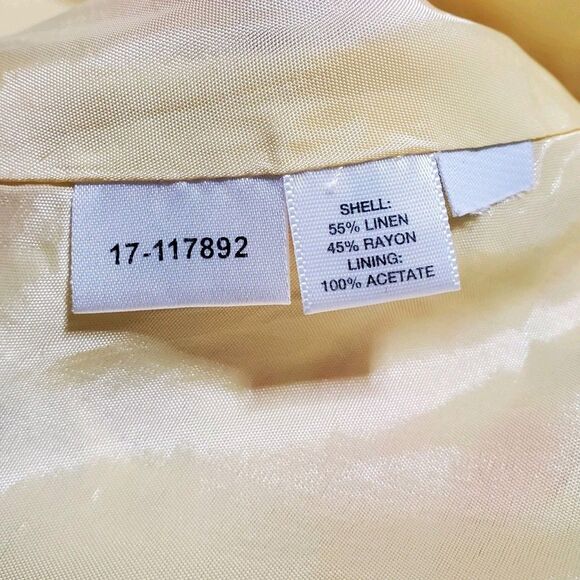 17-117892
SHELL:
55% LINEN
45% RAYON
LINING:
100% ACETATE